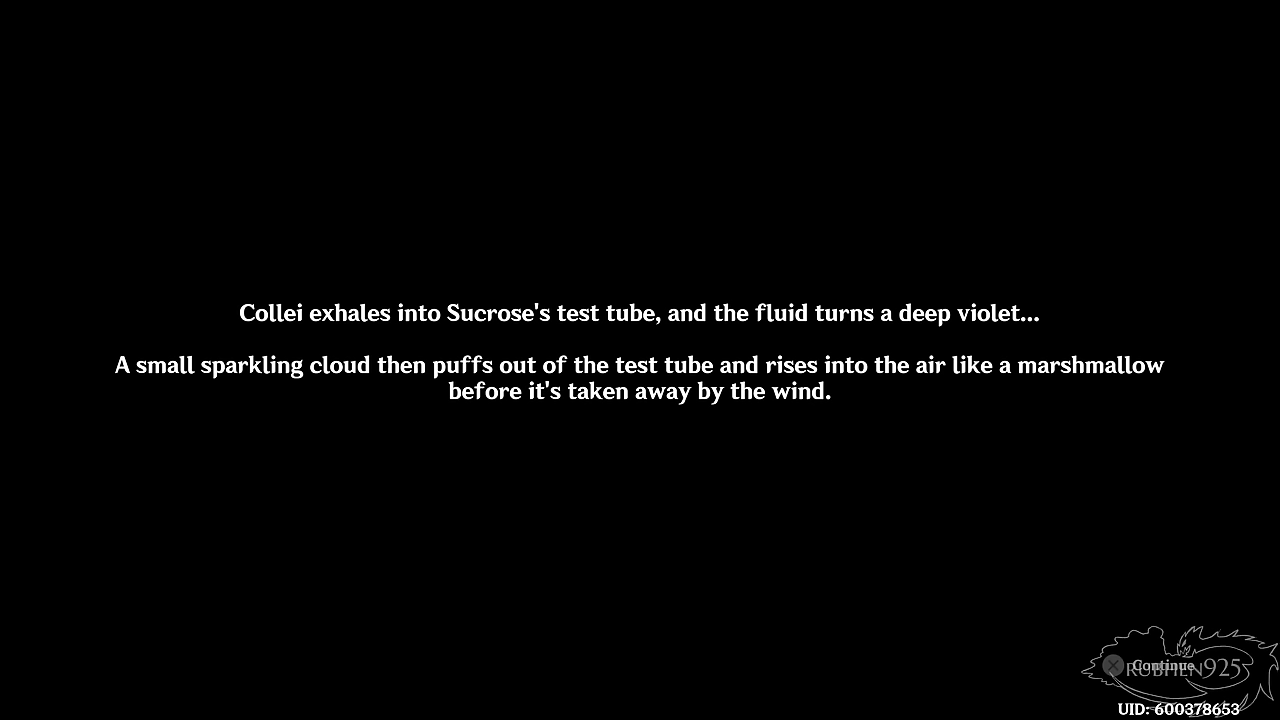 Collei exhales into Sucrose's test tube, and the fluid turns a deep violet...
A small sparkling cloud then puffs out of the test tube and rises into the air like a marshmallow
before it's taken away by the wind.
Continue
RUBHEN925
UID: 600378653